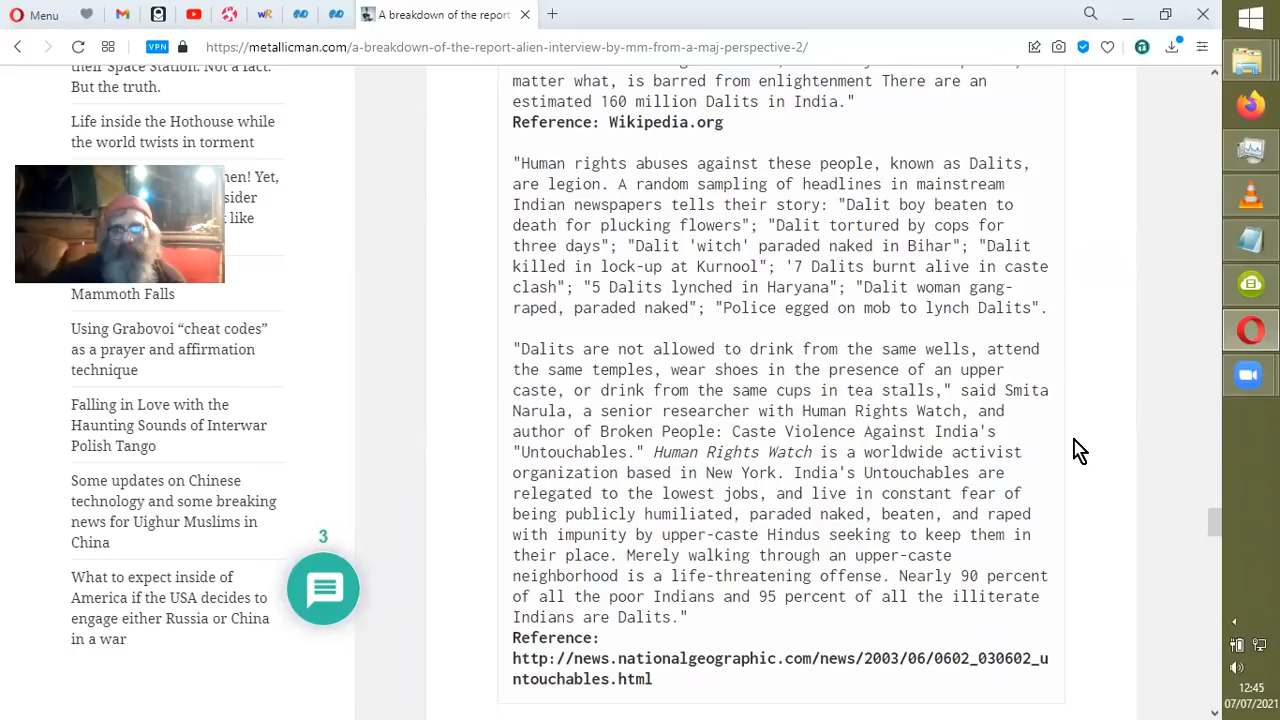 Menu
A breakdown of the report
VPN
https://metallicman.com/a-breakdown-of-the-report-alien-interview-by-mm-from-a-maj-perspective-2/
their Space Station. Not a fact.
But the truth.
Life inside the Hothouse while
the world twists in torment
men! Yet,
sider
like
Mammoth Falls
Using Grabovoi “cheat codes”
as a prayer and affirmation
technique
Falling in Love with the
Haunting Sounds of Interwar
Polish Tango
Some updates on Chinese
technology and some breaking
news for Uighur Muslims in
China
What to expect inside of
America if the USA decides to
engage either Russia or China
in a war
3
matter what, is barred from enlightenment There are an
estimated 160 million Dalits in India."
Reference: Wikipedia.org
"Human rights abuses against these people, known as Dalits,
are legion. A random sampling of headlines in mainstream
Indian newspapers tells their story: "Dalit boy beaten to
death for plucking flowers"; "Dalit tortured by cops for
three days"; "Dalit 'witch' paraded naked in Bihar"; "Dalit
killed in lock-up at Kurnool"; '7 Dalits burnt alive in caste
clash"; "5 Dalits lynched in Haryana"; "Dalit woman gang-
raped, paraded naked"; "Police egged on mob to lynch Dalits".
"Dalits are not allowed to drink from the same wells, attend
the same temples, wear shoes in the presence of an upper
caste, or drink from the same cups in tea stalls," said Smita
Narula, a senior researcher with Human Rights Watch, and
author of Broken People: Caste Violence Against India's
"Untouchables." Human Rights Watch is a worldwide activist
organization based in New York. India's Untouchables are
relegated to the lowest jobs, and live in constant fear of
being publicly humiliated, paraded naked, beaten, and raped
with impunity by upper-caste Hindus seeking to keep them in
their place. Merely walking through an upper-caste
neighborhood is a life-threatening offense. Nearly 90 percent
of all the poor Indians and 95 percent of all the illiterate
Indians are Dalits."
Reference:
http://news.nationalgeographic.com/news/2003/06/0602_030602_u
ntouchables.html
12:45
07/07/2021